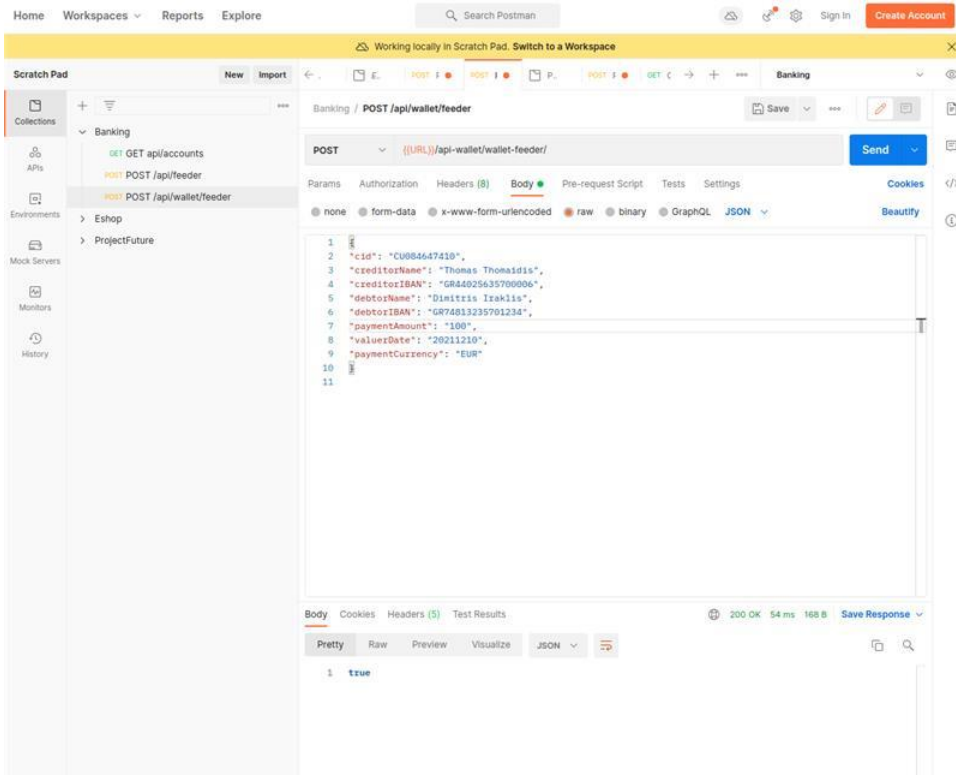 Home Workspaces Reports Explore Search Postman Sign In Create Account
Working locally in Scratch Pad. Switch to a Workspace
Scratch Pad New Import E.. POST POST P.. POST GET Banking
Collections
APIs
Environments
Mock Servers
Monitors
History
Banking
GET GET api/accounts
POST POST /api/feeder
POST POST /api/wallet/feeder
Eshop
ProjectFuture
Banking / POST /api/wallet/feeder Save
POST {{URL}}/api-wallet/wallet-feeder/ Send
Params Authorization Headers (8) Body Pre-request Script Tests Settings Cookies
none form-data x-www-form-urlencoded raw binary GraphQL JSON Beautify
1 {
2 "cid": "CU084647410",
3 "creditorName": "Thomas Thomaidis",
4 "creditorIBAN": "GR44025635700006",
5 "debtorName": "Dimitris Iraklis",
6 "debtorIBAN": "GR74813235701234",
7 "paymentAmount": "100",
8 "valuerDate": "20211210",
9 "paymentCurrency": "EUR"
10 }
11
Body Cookies Headers (5) Test Results 200 OK 54 ms 168 B Save Response
Pretty Raw Preview Visualize JSON
1 true